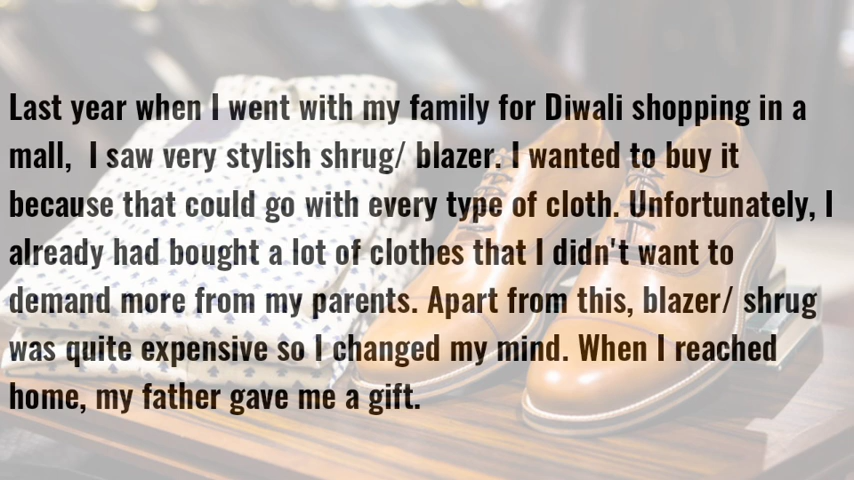 Last year when I went with my family for Diwali shopping in a
mall,  I saw very stylish shrug/ blazer. I wanted to buy it
because that could go with every type of cloth. Unfortunately, I
already had bought a lot of clothes that I didn't want to
demand more from my parents. Apart from this, blazer/ shrug
was quite expensive so I changed my mind. When I reached
home, my father gave me a gift.